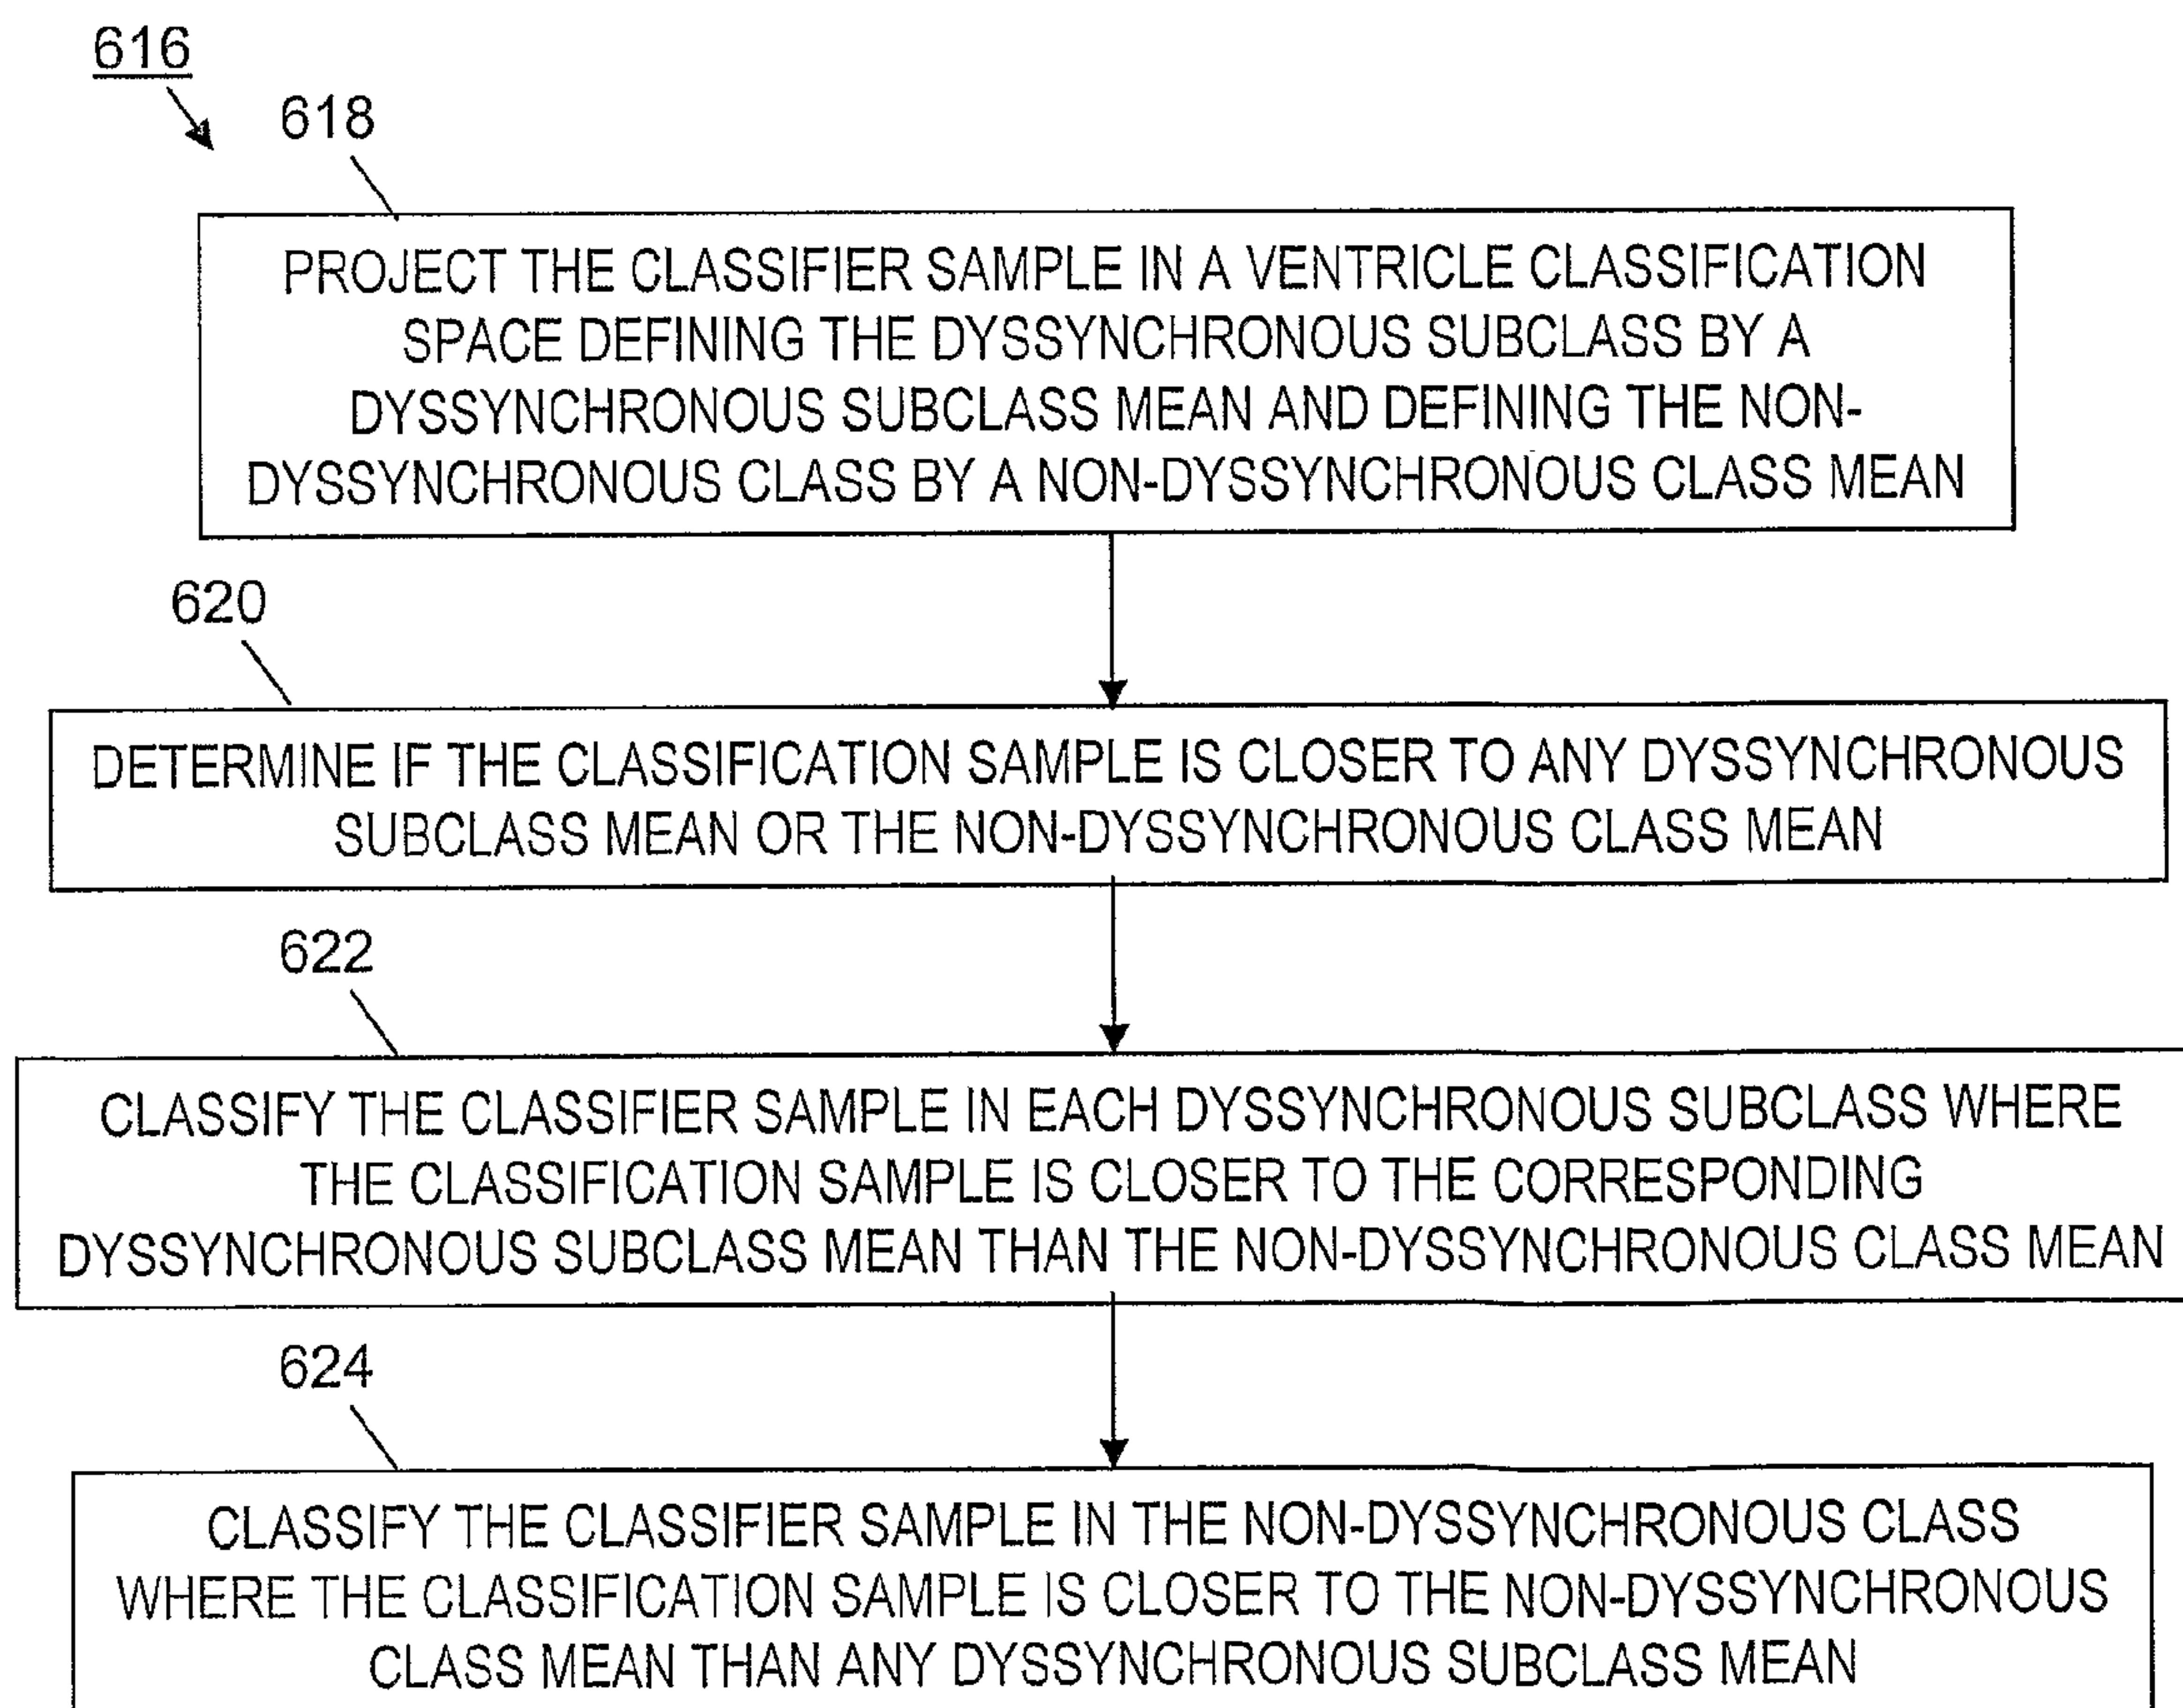 616
618
PROJECT THE CLASSIFIER SAMPLE IN A VENTRICLE CLASSIFICATION
SPACE DEFINING THE DYSSYNCHRONOUS SUBCLASS BY A
DYSSYNCHRONOUS SUBCLASS MEAN AND DEFINING THE NON-
DYSSYNCHRONOUS CLASS BY A NON-DYSSYNCHRONOUS CLASS MEAN
620
DETERMINE IF THE CLASSIFICATION SAMPLE IS CLOSER TO ANY DYSSYNCHRONOUS
SUBCLASS MEAN OR THE NON-DYSSYNCHRONOUS CLASS MEAN
622
CLASSIFY THE CLASSIFIER SAMPLE IN EACH DYSSYNCHRONOUS SUBCLASS WHERE
THE CLASSIFICATION SAMPLE IS CLOSER TO THE CORRESPONDING
DYSSYNCHRONOUS SUBCLASS MEAN THAN THE NON-DYSSYNCHRONOUS CLASS MEAN
624
CLASSIFY THE CLASSIFIER SAMPLE IN THE NON-DYSSYNCHRONOUS CLASS
WHERE THE CLASSIFICATION SAMPLE IS CLOSER TO THE NON-DYSSYNCHRONOUS
CLASS MEAN THAN ANY DYSSYNCHRONOUS SUBCLASS MEAN